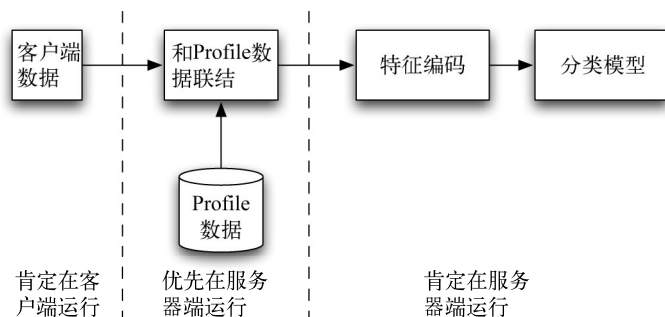 客户端
数据
和Profile数
据联结
特征编码
分类模型
Profile
数据
肯定在客
户端运行
优先在服务
器端运行
肯定在服务
器端运行